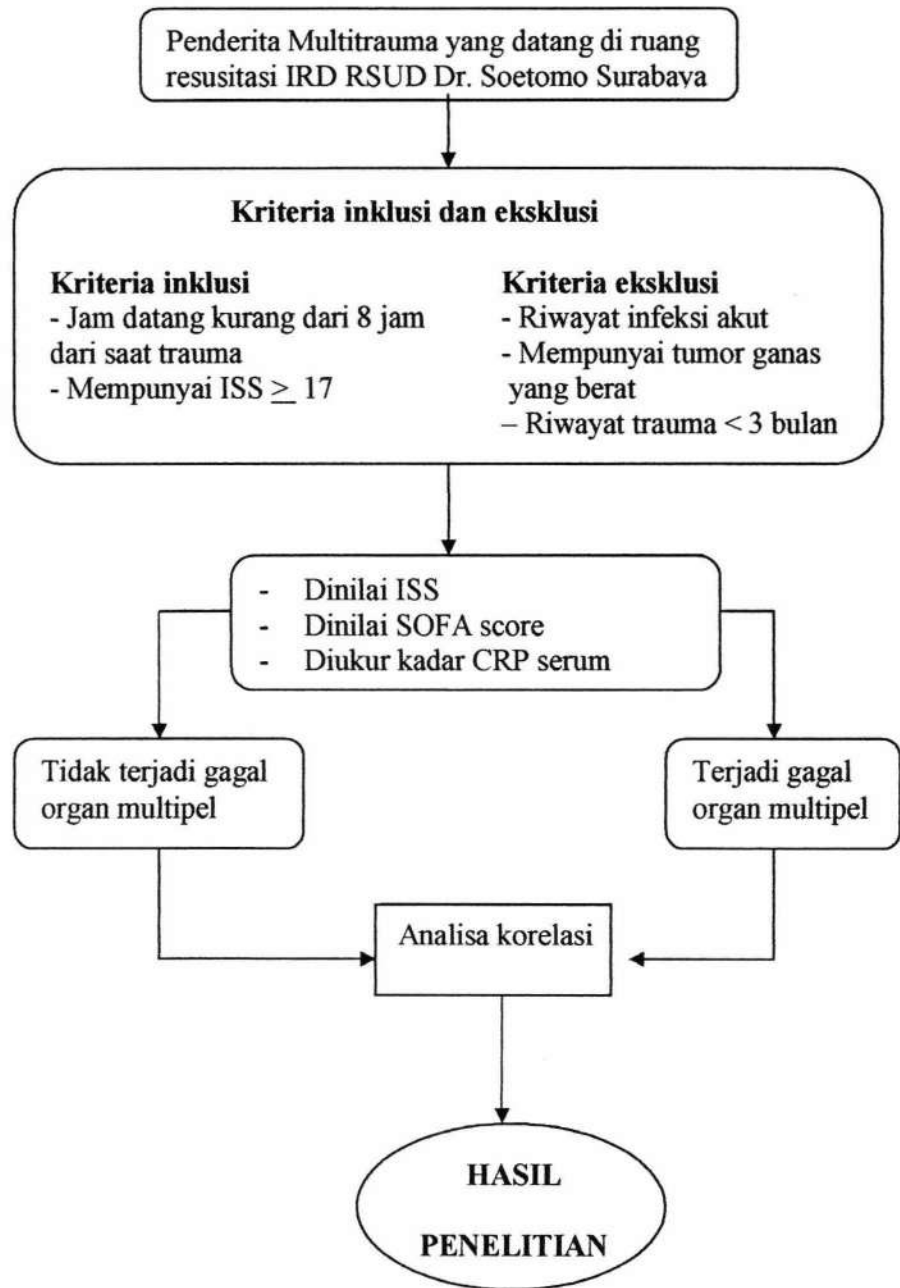 Penderita Multitrauma yang datang di ruang
resusitasi IRD RSUD Dr. Soetomo Surabaya
Kriteria inklusi dan eksklusi
Kriteria inklusi
- Jam datang kurang dari 8 jam
dari saat trauma
- Mempunyai ISS ≥ 17
Kriteria eksklusi
- Riwayat infeksi akut
- Mempunyai tumor ganas
yang berat
– Riwayat trauma < 3 bulan
- Dinilai ISS
- Dinilai SOFA score
- Diukur kadar CRP serum
Tidak terjadi gagal
organ multipel
Terjadi gagal
organ multipel
Analisa korelasi
HASIL
PENELITIAN